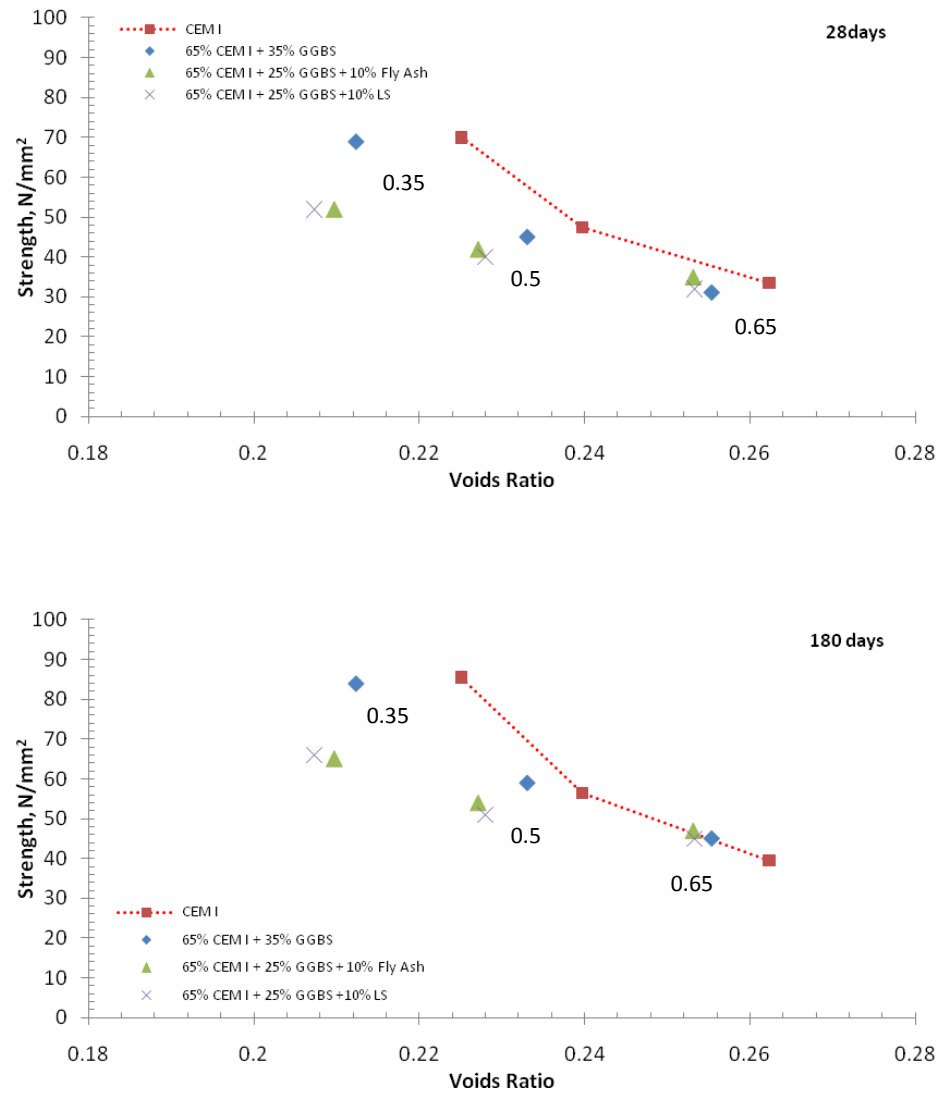 100
CEM I
28days
90
65% CEM I + 35% GGBS
65% CEM I + 25% GGBS + 10% Fly Ash
80
65% CEM I + 25% GGBS +10% LS
70
60
0.35
50
40
0.5
30
0.65
20
10
0
Strength, N/mm²
0.18
0.2
0.22
0.24
0.26
0.28
Voids Ratio
100
180 days
90
80
0.35
70
60
50
0.5
40
0.65
30
CEM I
20
65% CEM I + 35% GGBS
65% CEM I + 25% GGBS + 10% Fly Ash
10
65% CEM I + 25% GGBS +10% LS
0
Strength, N/mm²
0.18
0.2
0.22
0.24
0.26
0.28
Voids Ratio